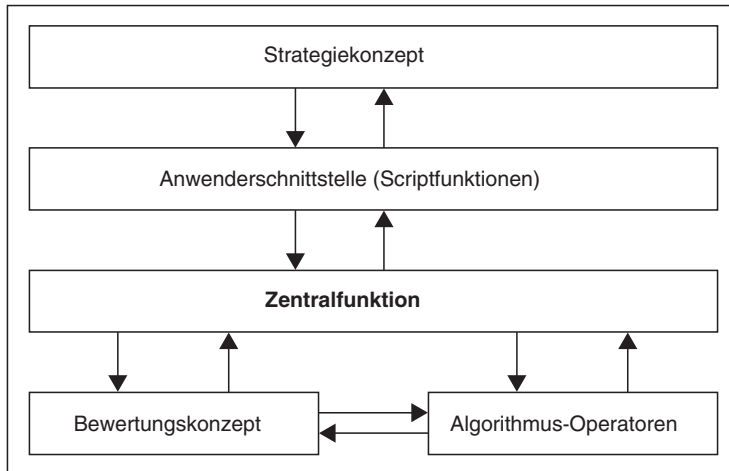 Strategiekonzept
Anwenderschnittstelle (Scriptfunktionen)
Zentralfunktion
Bewertungskonzept
Algorithmus-Operatoren